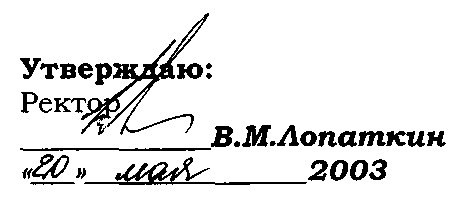 Утверждаю:
Ректор
В.М.Лопаткин
«20» мая 2003